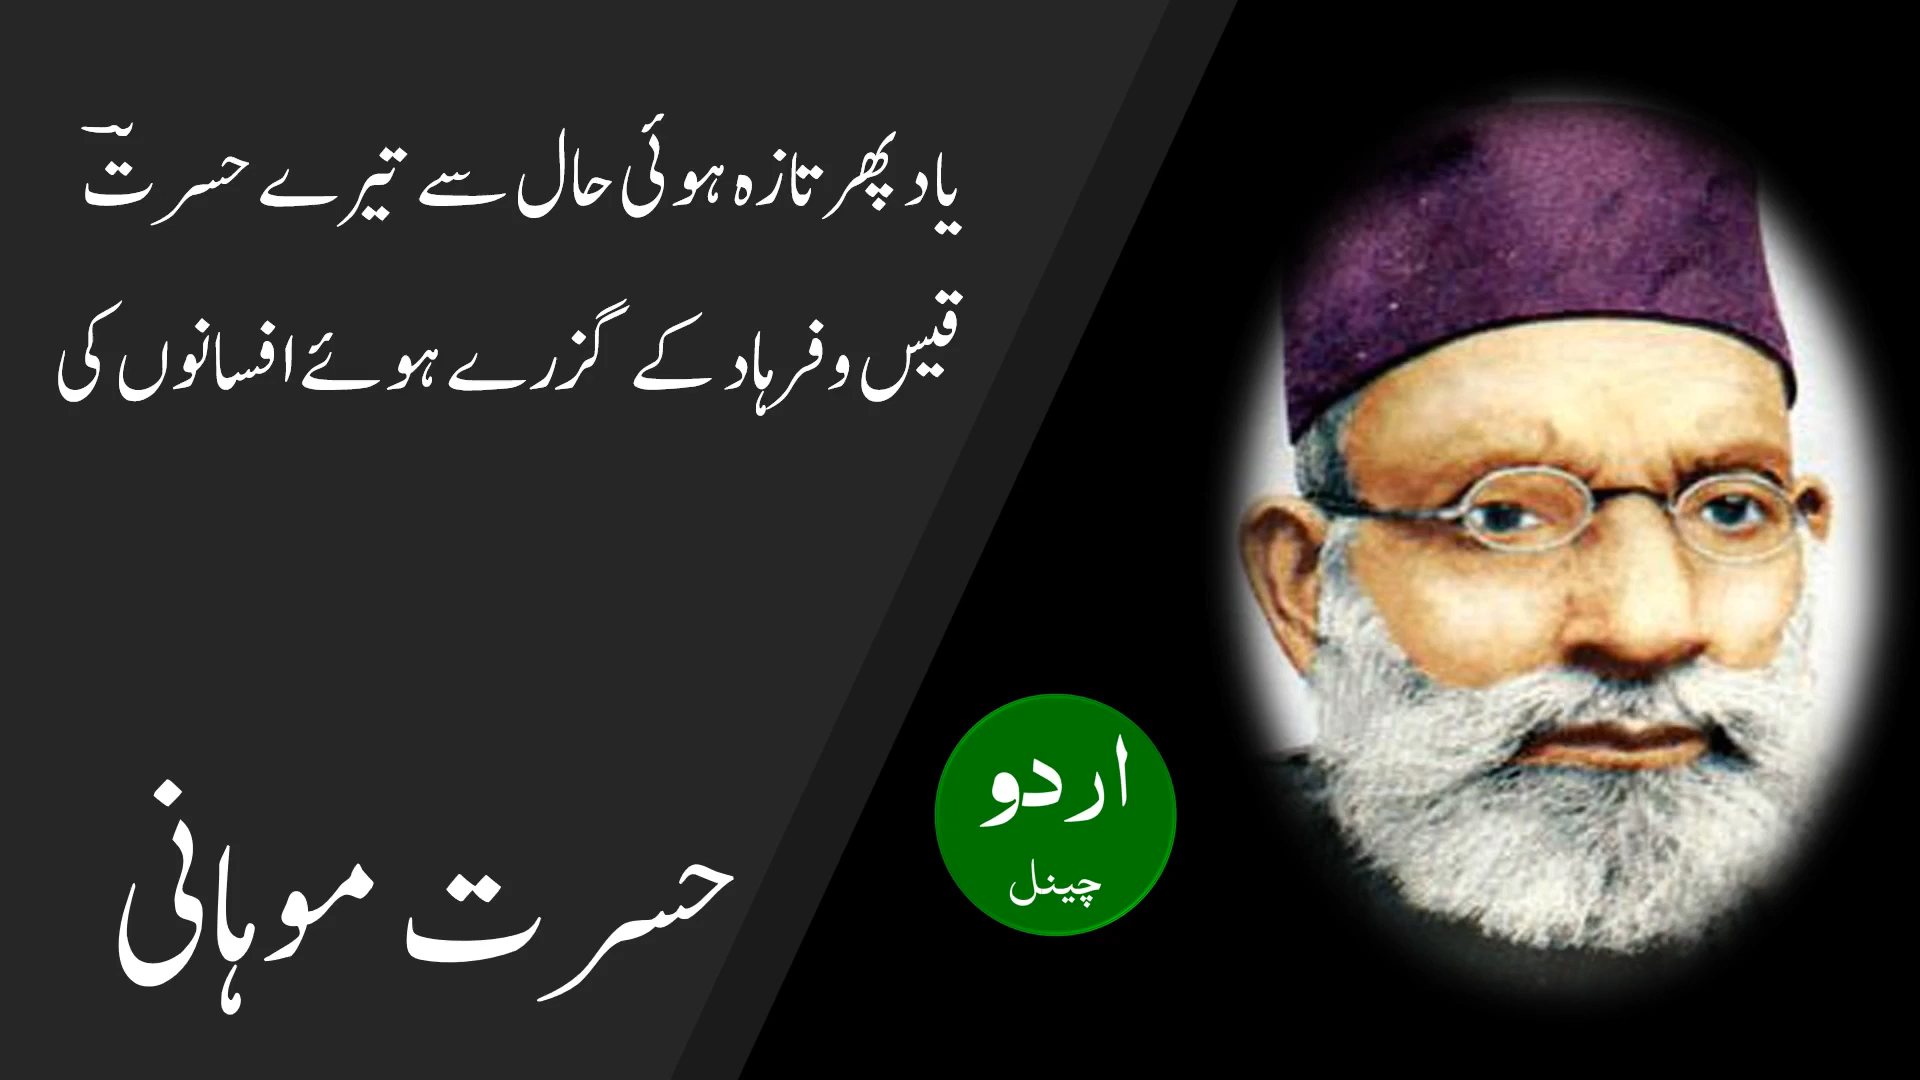 یاد پھر تازہ ہوئی حال سے تیرے حسرتؔ
قیس و فرہاد کے گزرے ہوئے افسانوں کی
حسرت موہانی
اردو
چینل